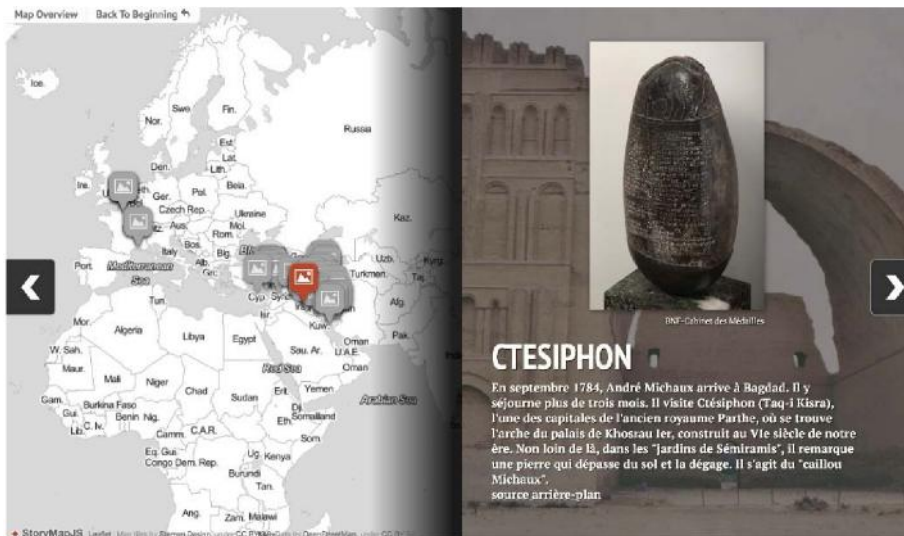 Map Overview
Back To Beginning
Ice.
Swe
Fin.
Nor.
Russia
Est.
Lat.
Lith.
Den.
Ire.
Bela.
Ger.
Pol.
Czech Rep.
Ukraine
Kaz.
Aus.
Mol.
Rom.
Bos.
Italy
Big.
Uzb.
Kyrg.
Port.
Alb.
Turkmen.
Taj.
Mediterranean
Sea
Grc.
Cyp.
Afg.
Tun.
Isr.
Kuw.
Pak.
Mor.
Algeria
Libya
Egypt
Oman
U.A.E.
W. Sah.
Sau. Ar.
Oman
Maur.
Red Sea
Mali
Niger
Chad
Sudan
Eri.
Yemen
Arabian Sea
Gam.
Burkina Faso
Dj.
Gui.
Benin
Nig.
Eth.
Somaliland
Lib.
C. Iv.
Camm.
C.A.R.
Som.
Eq. Gui.
Ug.
Kenya
Congo
Dem. Rep.
Burundi
Tan.
Ang.
Zam.
Malawi
StoryMapJS
BNF-Cabinet des Médailles
CTESIPHON
En septembre 1784, André Michaux arrive à Bagdad. Il y
séjourne plus de trois mois. Il visite Ctésiphon (Taq-i Kisra),
l'une des capitales de l'ancien royaume Parthe, où se trouve
l'arche du palais de Khosrau Ier, construit au VIe siècle de notre
ère. Non loin de là, dans les "jardins de Sémiramis", il remarque
une pierre qui dépasse du sol et la dégage. Il s'agit du "caillou
Michaux".
source arrière-plan